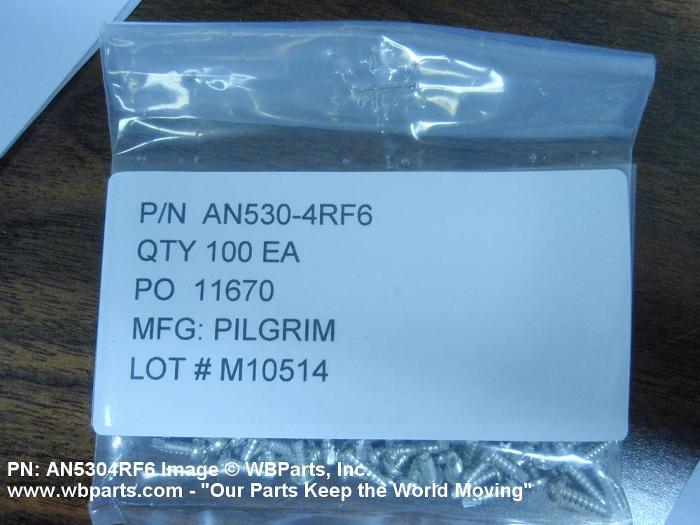 P/N AN530-4RF6
QTY 100 EA
PO 11670
MFG: PILGRIM
LOT # M10514
PN: AN5304RF6 Image © WBParts, Inc.
www.wbparts.com - "Our Parts Keep the World Moving"